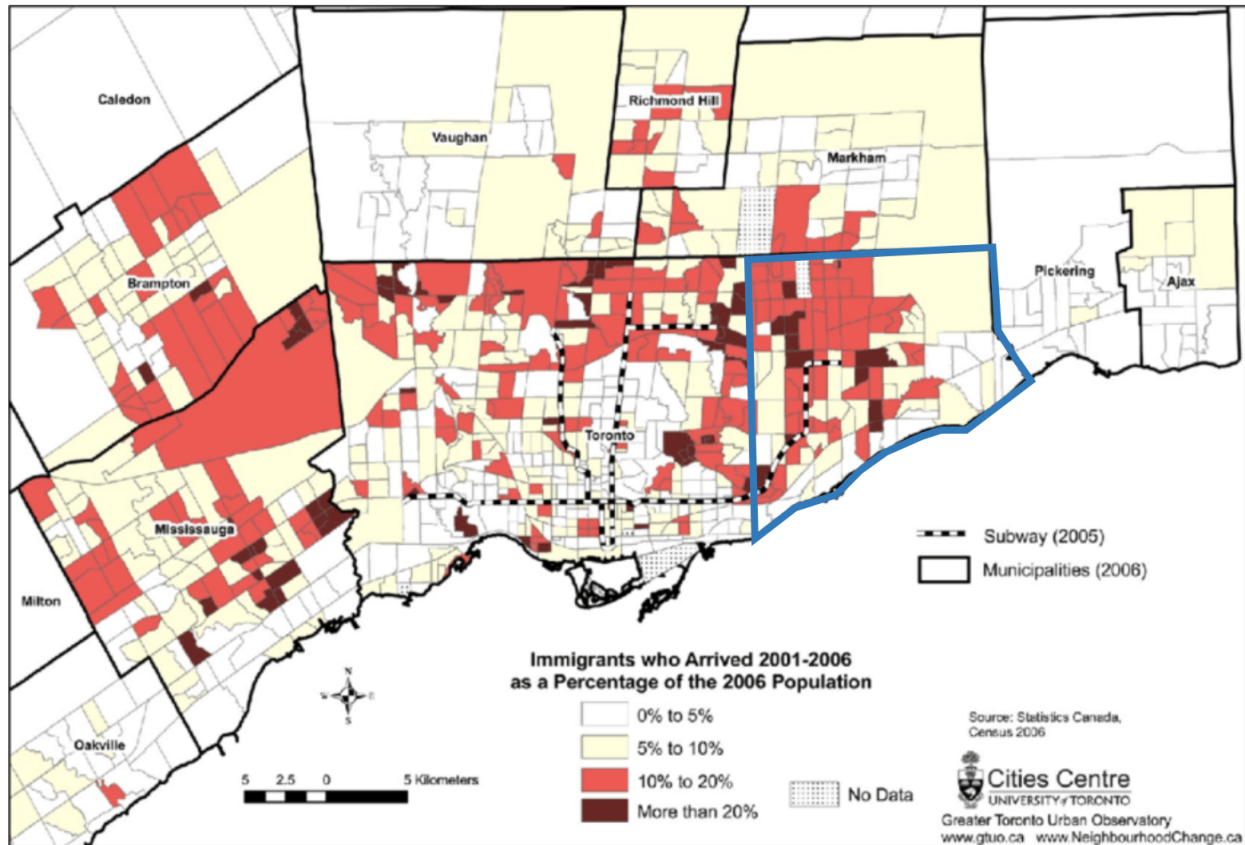 Caledon
Richmond Hill
Vaughan
Markham
Brampton
Pickering
Ajax
Toronto
Mississauga
Milton
Oakville
Subway (2005)
Municipalities (2006)
Immigrants who Arrived 2001-2006
as a Percentage of the 2006 Population
0% to 5%
5% to 10%
10% to 20%
More than 20%
No Data
N
W E
S
5 2.5 0 5 Kilometers
Source: Statistics Canada,
Census 2006
Cities Centre
UNIVERSITY of TORONTO
Greater Toronto Urban Observatory
www.gtuo.ca www.NeighbourhoodChange.ca